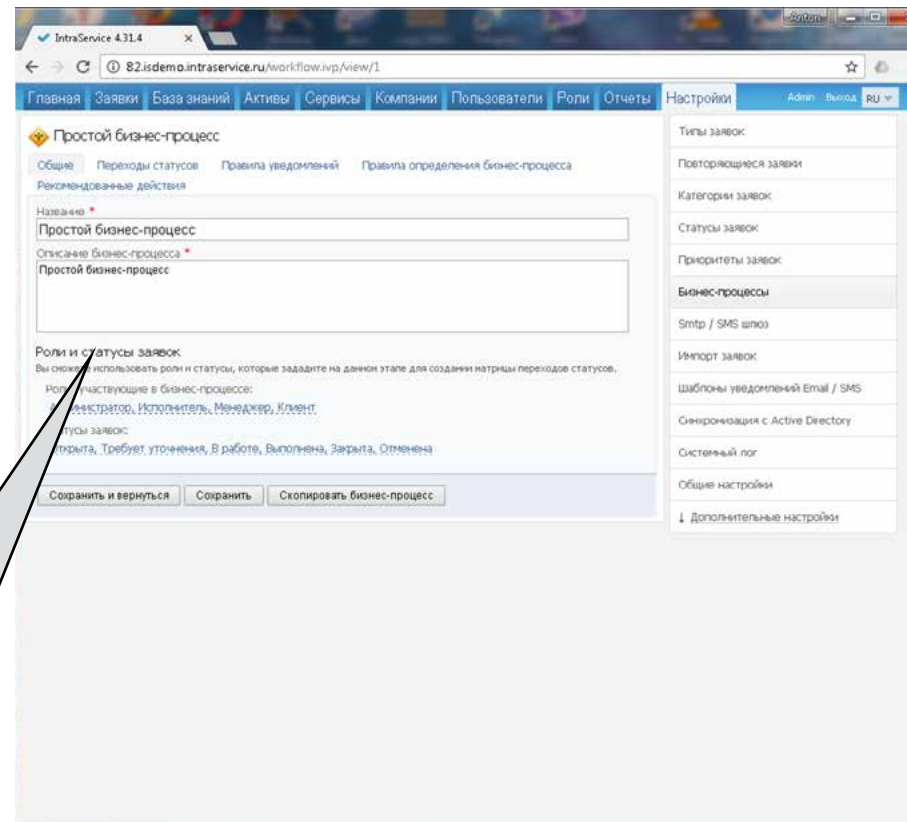 Anton
IntraService 4.31.4
82.isdemo.intraservice.ru/workflow.ivp/view/1
Главная Заявки База знаний Активы Сервисы Компании Пользователи Роли Отчеты Настройки Admin Выход RU
Простой бизнес-процесс
Общие Переходы статусов Правила уведомлений Правила определения бизнес-процесса
Рекомендованные действия
Название *
Простой бизнес-процесс
Описание бизнес-процесса *
Простой бизнес-процесс
Роли и статусы заявок
Вы сможете использовать роли и статусы, которые зададите на данном этапе для создания матрицы переходов статусов.
участвующие в бизнес-процессе:
Исполнитель, Менеджер, Клиент
заявок:
Требует уточнения, В работе, Выполнена, Закрыта, Отменена
Сохранить и вернуться Сохранить Скопировать бизнес-процесс
Типы заявок
Повторяющиеся заявки
Категории заявок
Статусы заявок
Приоритеты заявок
Бизнес-процессы
Smtp / SMS шлюз
Импорт заявок
Шаблоны уведомлений Email / SMS
Синхронизация с Active Directory
Системный лог
Общие настройки
↓ Дополнительные настройки